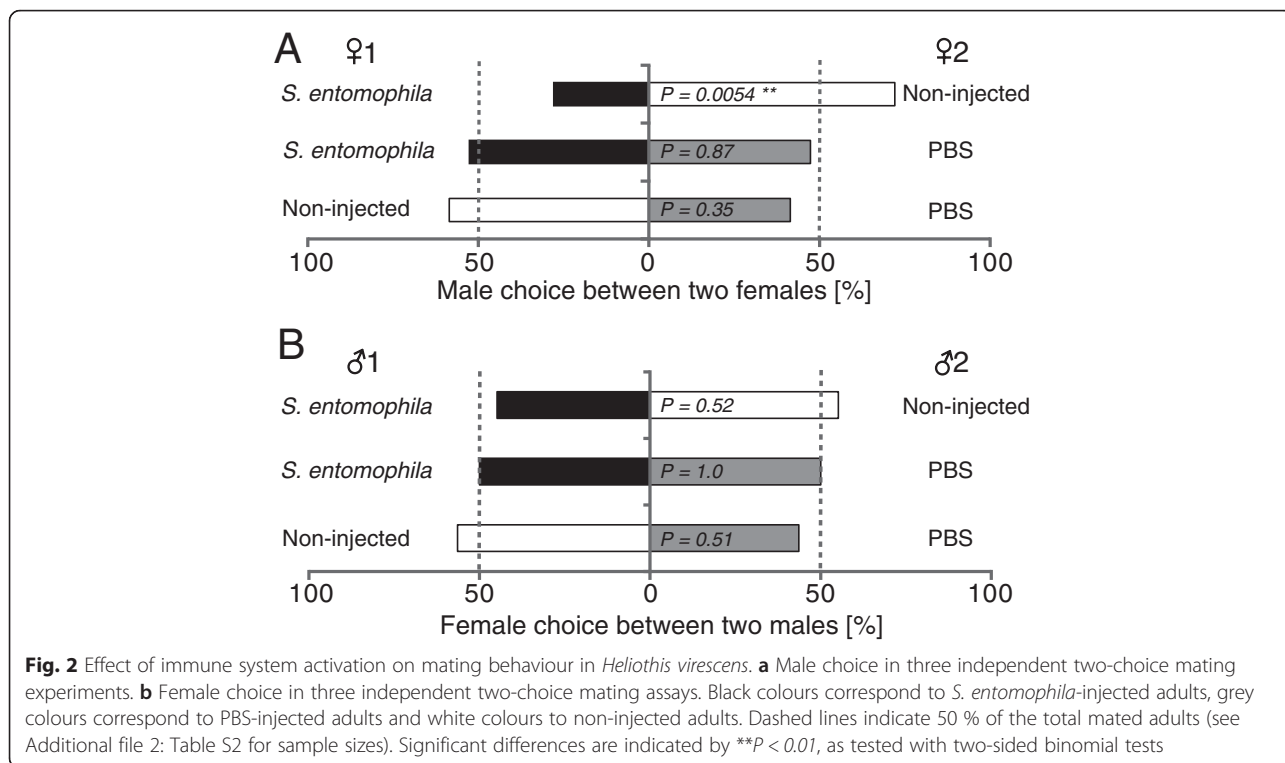 A ♀1 ♀2
S. entomophila P = 0.0054 ** Non-injected
S. entomophila P = 0.87 PBS
Non-injected P = 0.35 PBS
100 50 0 50 100
Male choice between two females [%]
B ♂1 ♂2
S. entomophila P = 0.52 Non-injected
S. entomophila P = 1.0 PBS
Non-injected P = 0.51 PBS
100 50 0 50 100
Female choice between two males [%]
Fig. 2 Effect of immune system activation on mating behaviour in Heliothis virescens. a Male choice in three independent two-choice mating
experiments. b Female choice in three independent two-choice mating assays. Black colours correspond to S. entomophila-injected adults, grey
colours correspond to PBS-injected adults and white colours to non-injected adults. Dashed lines indicate 50 % of the total mated adults (see
Additional file 2: Table S2 for sample sizes). Significant differences are indicated by **P < 0.01, as tested with two-sided binomial tests